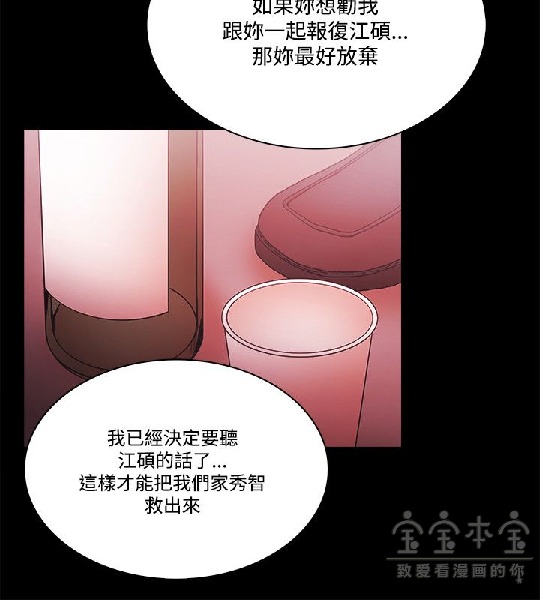 如果妳想勸我
跟妳一起報復江碩...
那妳最好放棄
我已經決定要聽
江碩的話了...
這樣才能把我們家秀智
救出來
宝宝本宝
致爱看漫画的你